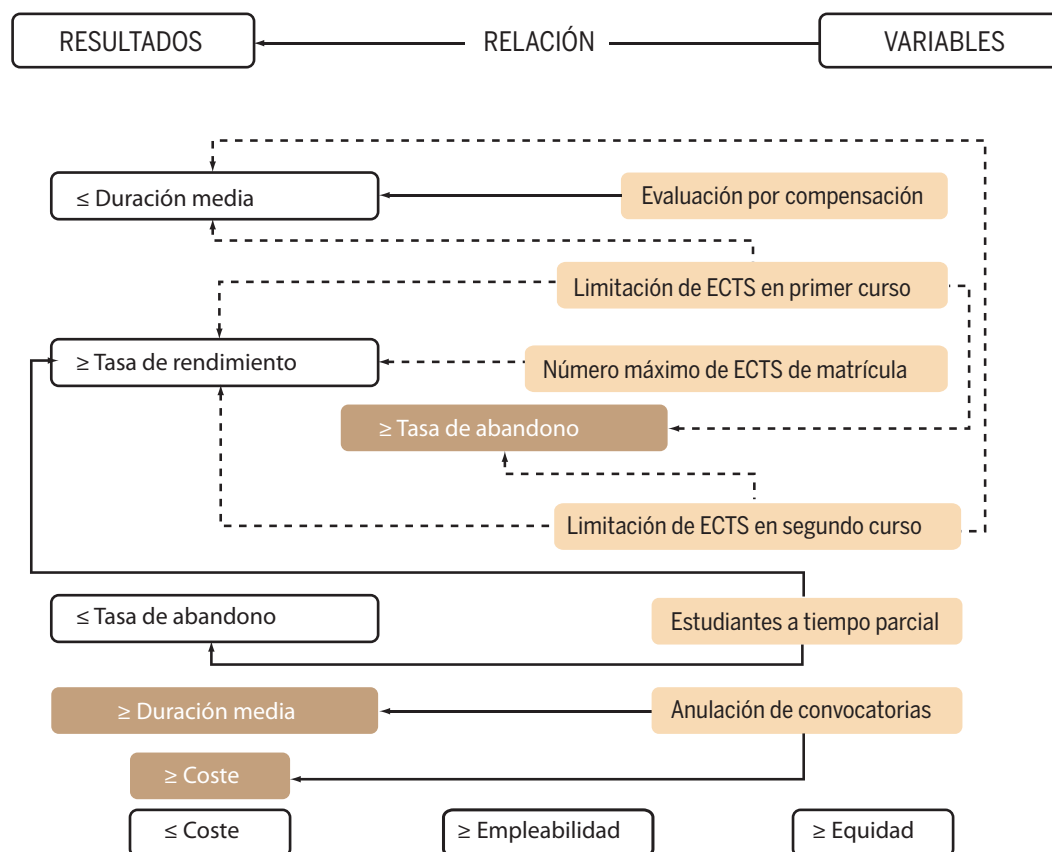 RESULTADOS RELACIÓN VARIABLES
≤ Duración media Evaluación por compensación
Limitación de ECTS en primer curso
≥ Tasa de rendimiento Número máximo de ECTS de matrícula
≥ Tasa de abandono
Limitación de ECTS en segundo curso
≤ Tasa de abandono Estudiantes a tiempo parcial
≥ Duración media Anulación de convocatorias
≥ Coste
≤ Coste ≥ Empleabilidad ≥ Equidad